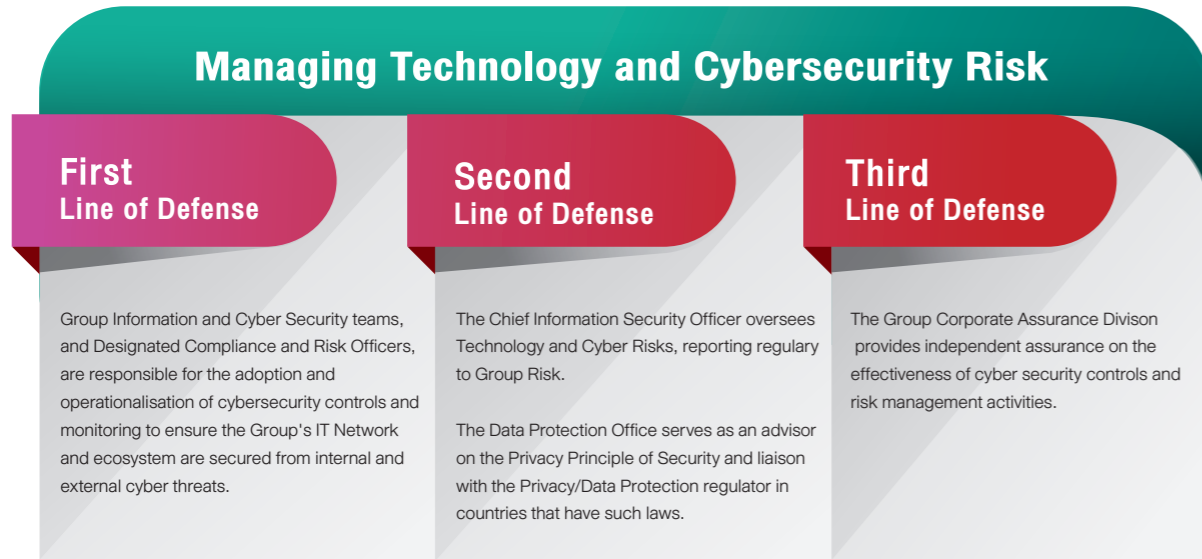 Managing Technology and Cybersecurity Risk
First
Line of Defense
Group Information and Cyber Security teams,
and Designated Compliance and Risk Officers,
are responsible for the adoption and
operationalisation of cybersecurity controls and
monitoring to ensure the Group's IT Network
and ecosystem are secured from internal and
external cyber threats.
Second
Line of Defense
The Chief Information Security Officer oversees
Technology and Cyber Risks, reporting regulary
to Group Risk.
The Data Protection Office serves as an advisor
on the Privacy Principle of Security and liaison
with the Privacy/Data Protection regulator in
countries that have such laws.
Third
Line of Defense
The Group Corporate Assurance Divison
provides independent assurance on the
effectiveness of cyber security controls and
risk management activities.